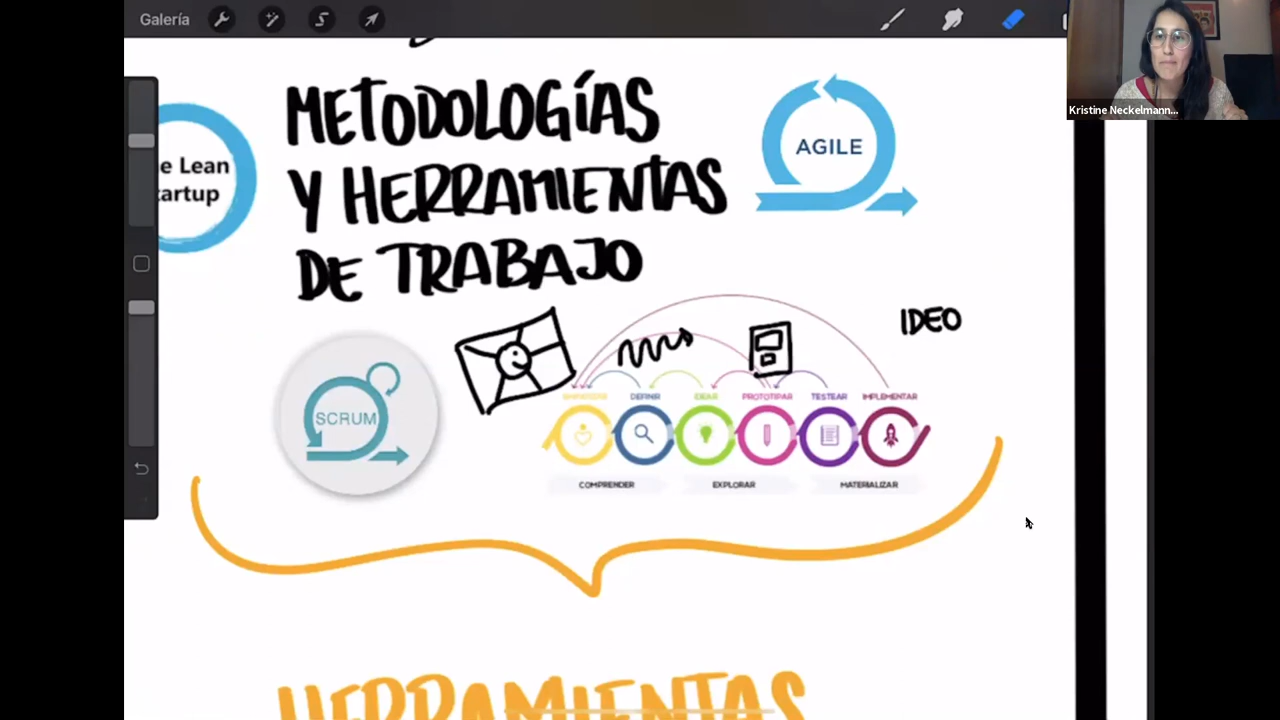 Galería
Kristine Neckelmann...
METODOLOGÍAS
Y HERRAMIENTAS
DE TRABAJO
e Lean
tartup
AGILE
IDEO
SCRUM
DEFINIR
IDEAR
PROTOTIPAR
TESTEAR
IMPLEMENTAR
COMPRENDER
EXPLORAR
MATERIALIZAR
HERRAMIENTAS